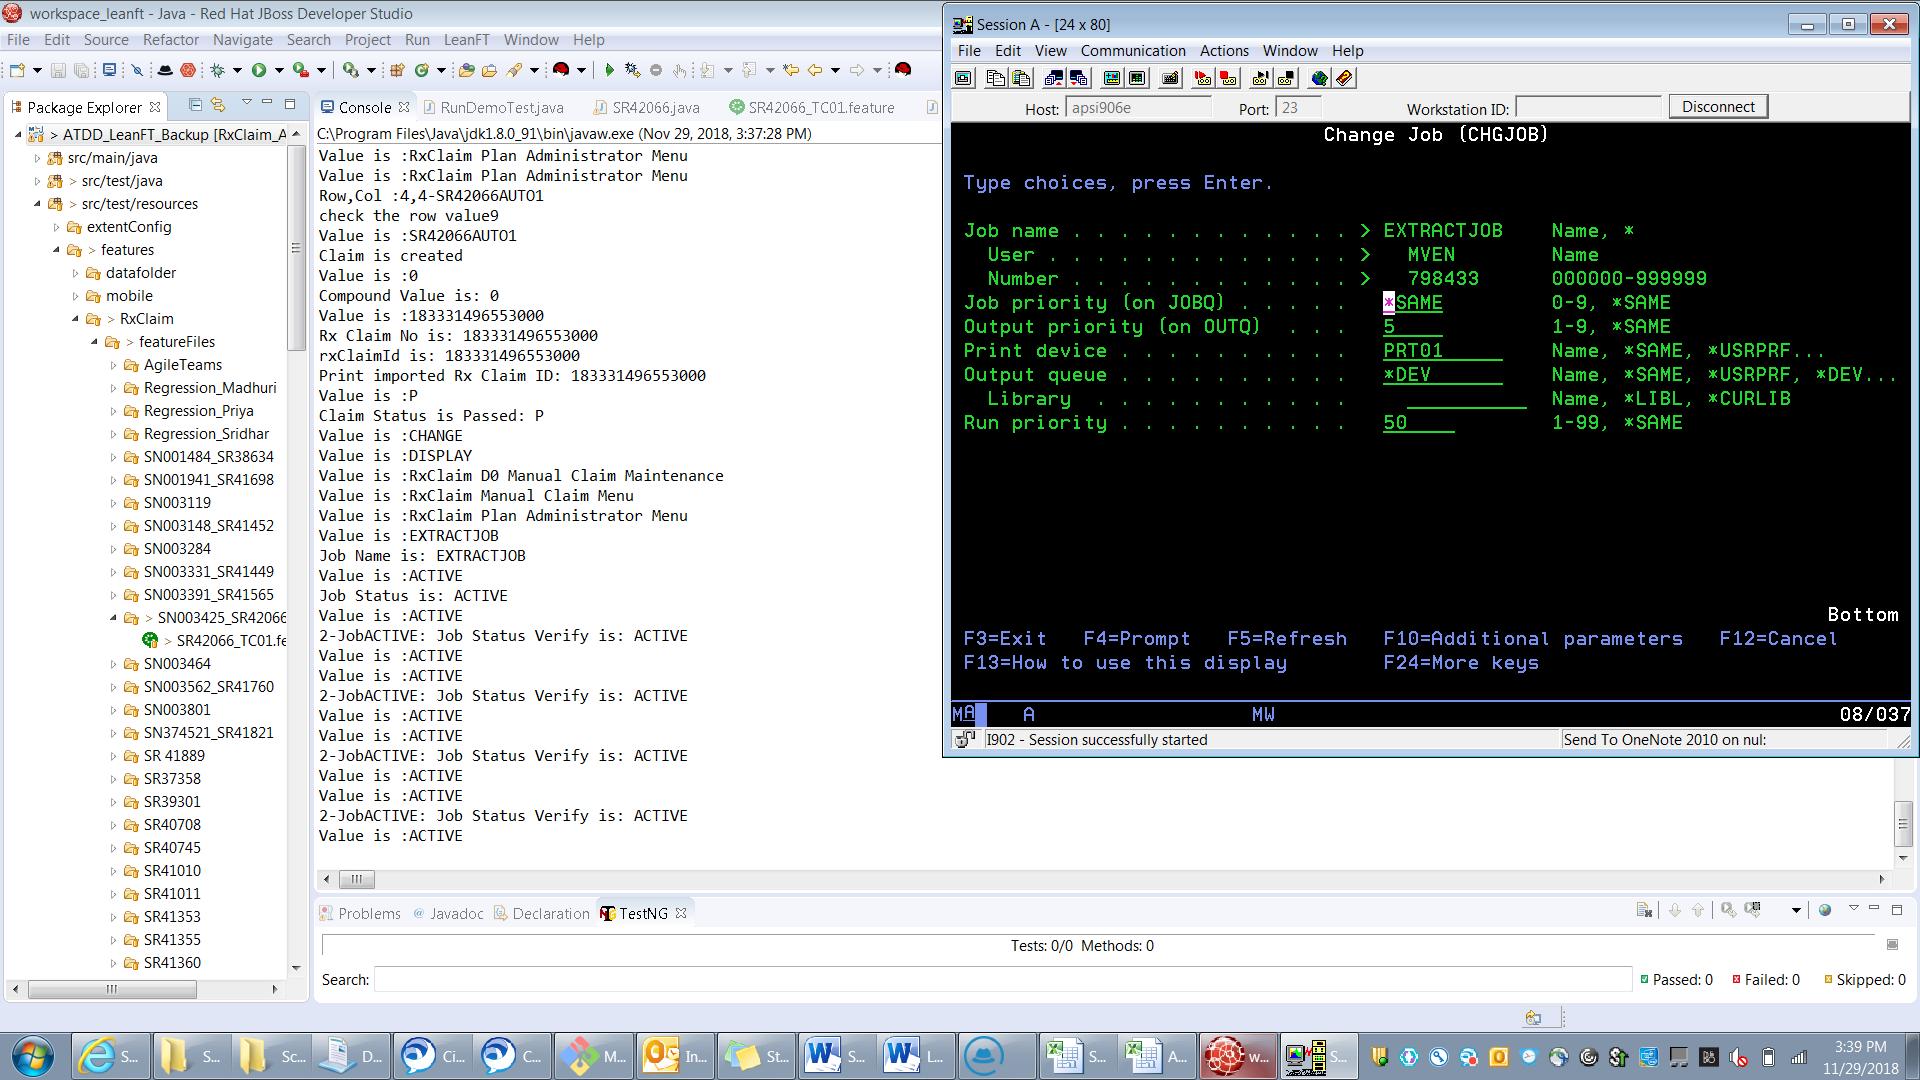 workspace_leanft - Java - Red Hat JBoss Developer Studio
File Edit Source Refactor Navigate Search Project Run LeanFT Window Help
Package Explorer
> ATDD_LeanFT_Backup [RxClaim_A
src/main/java
> src/test/java
> src/test/resources
extentConfig
> features
datafolder
mobile
> RxClaim
> featureFiles
AgileTeams
Regression_Madhuri
Regression_Priya
Regression_Sridhar
SN001484_SR38634
SN001941_SR41698
SN003119
SN003148_SR41452
SN003284
SN003331_SR41449
SN003391_SR41565
> SN003425_SR42066
> SR42066_TC01.fe
SN003464
SN003562_SR41760
SN003801
SN374521_SR41821
SR 41889
SR37358
SR39301
SR40708
SR40745
SR41010
SR41011
SR41353
SR41355
SR41360
Console RunDemoTest.java SR42066.java SR42066_TC01.feature
C:\Program Files\Java\jdk1.8.0_91\bin\javaw.exe (Nov 29, 2018, 3:37:28 PM)
Value is :RxClaim Plan Administrator Menu
Value is :RxClaim Plan Administrator Menu
Row,Col :4,4-SR42066AUTO1
check the row value9
Value is :SR42066AUTO1
Claim is created
Value is :0
Compound Value is: 0
Value is :183331496553000
Rx Claim No is: 183331496553000
rxClaimId is: 183331496553000
Print imported Rx Claim ID: 183331496553000
Value is :P
Claim Status is Passed: P
Value is :CHANGE
Value is :DISPLAY
Value is :RxClaim D0 Manual Claim Maintenance
Value is :RxClaim Manual Claim Menu
Value is :RxClaim Plan Administrator Menu
Value is :EXTRACTJOB
Job Name is: EXTRACTJOB
Value is :ACTIVE
Job Status is: ACTIVE
Value is :ACTIVE
2-JobACTIVE: Job Status Verify is: ACTIVE
Value is :ACTIVE
Value is :ACTIVE
2-JobACTIVE: Job Status Verify is: ACTIVE
Value is :ACTIVE
Value is :ACTIVE
2-JobACTIVE: Job Status Verify is: ACTIVE
Value is :ACTIVE
Value is :ACTIVE
2-JobACTIVE: Job Status Verify is: ACTIVE
Value is :ACTIVE
Session A - [24 x 80]
File Edit View Communication Actions Window Help
Host: apsi906e Port: 23 Workstation ID: Disconnect
Change Job (CHGJOB)
Type choices, press Enter.
Job name . . . . . . . . . . . . > EXTRACTJOB Name, *
User . . . . . . . . . . . . . > MVEN Name
Number . . . . . . . . . . . . > 798433 000000-999999
Job priority (on JOBQ) . . . . . *SAME 0-9, *SAME
Output priority (on OUTQ) . . . 5 1-9, *SAME
Print device . . . . . . . . . . PRT01 Name, *SAME, *USRPRF...
Output queue . . . . . . . . . . *DEV Name, *SAME, *USRPRF, *DEV...
Library . . . . . . . . . . . Name, *LIBL, *CURLIB
Run priority . . . . . . . . . . 50 1-99, *SAME
Bottom
F3=Exit F4=Prompt F5=Refresh F10=Additional parameters F12=Cancel
F13=How to use this display F24=More keys
MA A MW 08/037
I902 - Session successfully started Send To OneNote 2010 on nul:
Problems @ Javadoc Declaration TestNG
Tests: 0/0 Methods: 0
Search: Passed: 0 Failed: 0 Skipped: 0
S... S... Sc... D... Ci... C... M... In... St... S... L... S... A... w... S...
3:39 PM
11/29/2018